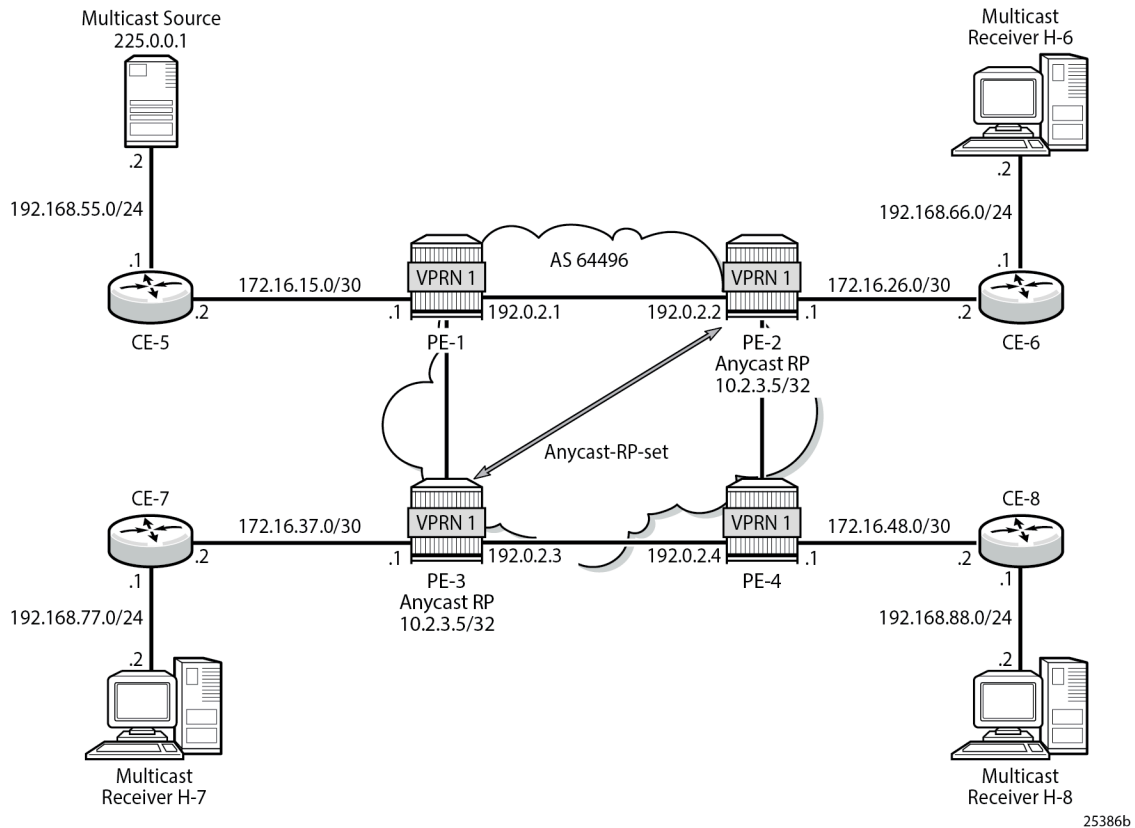 Multicast Source
225.0.0.1
Multicast
Receiver H-6
.2
.2
192.168.55.0/24
192.168.66.0/24
.1
.1
AS 64496
VPRN 1
VPRN 1
172.16.15.0/30
172.16.26.0/30
.2
.1
192.0.2.1
192.0.2.2
.1
.2
CE-5
PE-1
PE-2
CE-6
Anycast RP
10.2.3.5/32
Anycast-RP-set
CE-7
CE-8
VPRN 1
VPRN 1
172.16.37.0/30
172.16.48.0/30
.2
.1
192.0.2.3
192.0.2.4
.1
.2
.1
PE-3
PE-4
.1
Anycast RP
10.2.3.5/32
192.168.77.0/24
192.168.88.0/24
.2
.2
Multicast
Receiver H-7
Multicast
Receiver H-8
25386b